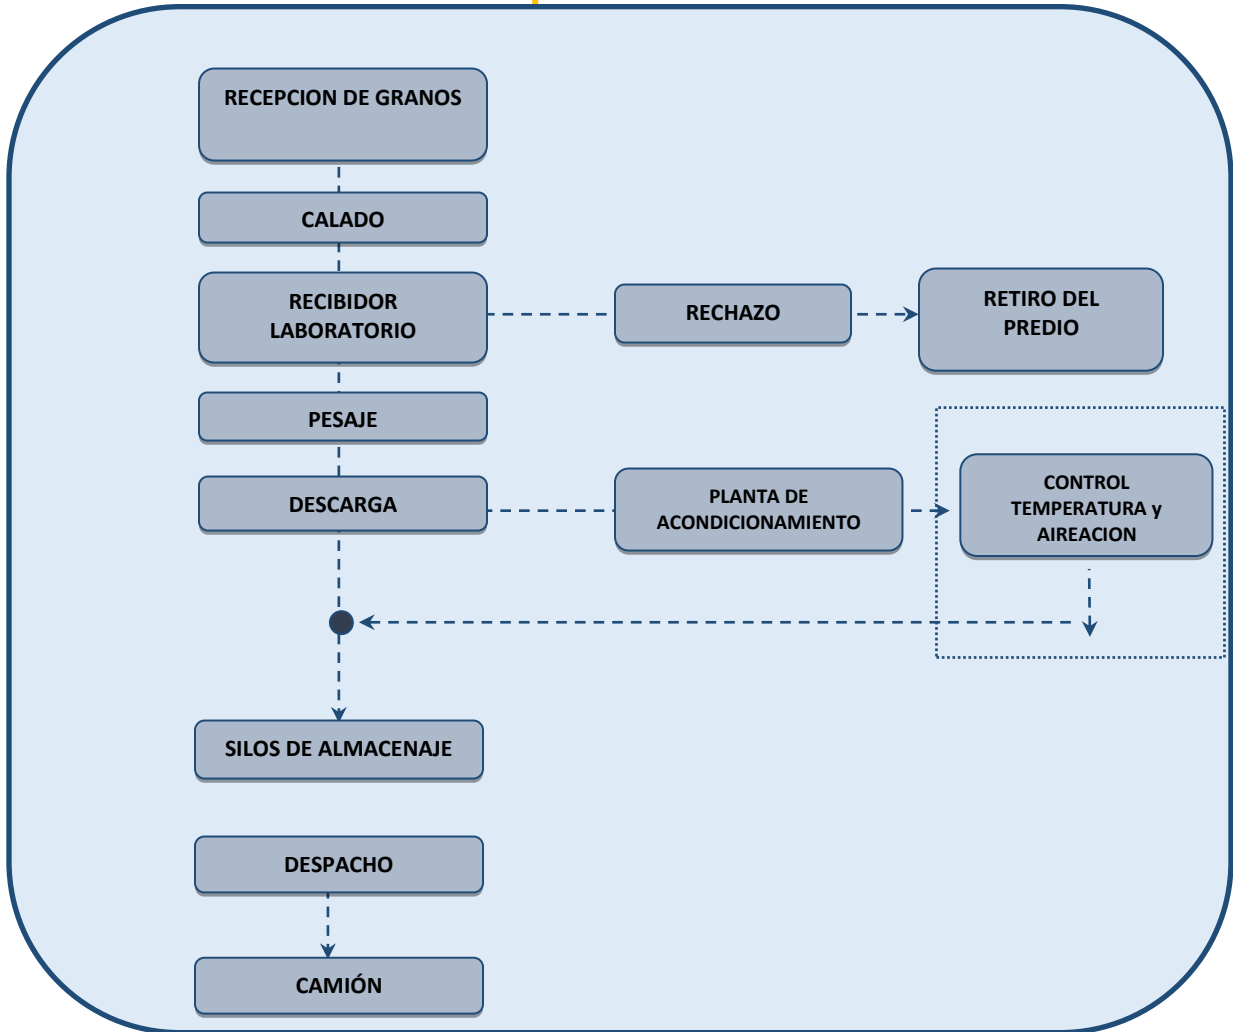 RECEPCION DE GRANOS
CALADO
RECIBIDOR
LABORATORIO
RECHAZO
RETIRO DEL
PREDIO
PESAJE
DESCARGA
PLANTA DE
ACONDICIONAMIENTO
CONTROL
TEMPERATURA y
AIREACION
SILOS DE ALMACENAJE
DESPACHO
CAMIÓN